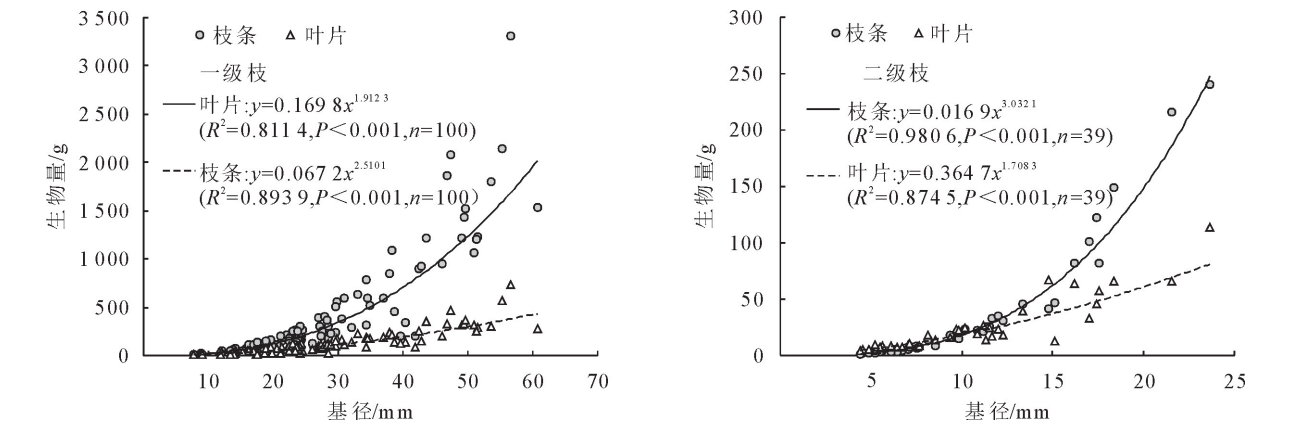 3 500
3 000
2 500
2 000
1 500
1 000
500
0
生物量/g
枝条 叶片
一级枝
叶片:y=0.169 8x^1.912 3
(R²=0.811 4,P＜0.001,n=100)
枝条:y=0.067 2x^2.5101
(R²=0.893 9,P＜0.001,n=100)
10 20 30 40 50 60 70
基径/mm
300
250
200
150
100
50
0
生物量/g
枝条 叶片
二级枝
枝条:y=0.016 9x^3.032 1
(R²=0.980 6,P＜0.001,n=39)
叶片:y=0.364 7x^1.708 3
(R²=0.874 5,P＜0.001,n=39)
5 10 15 20 25
基径/mm